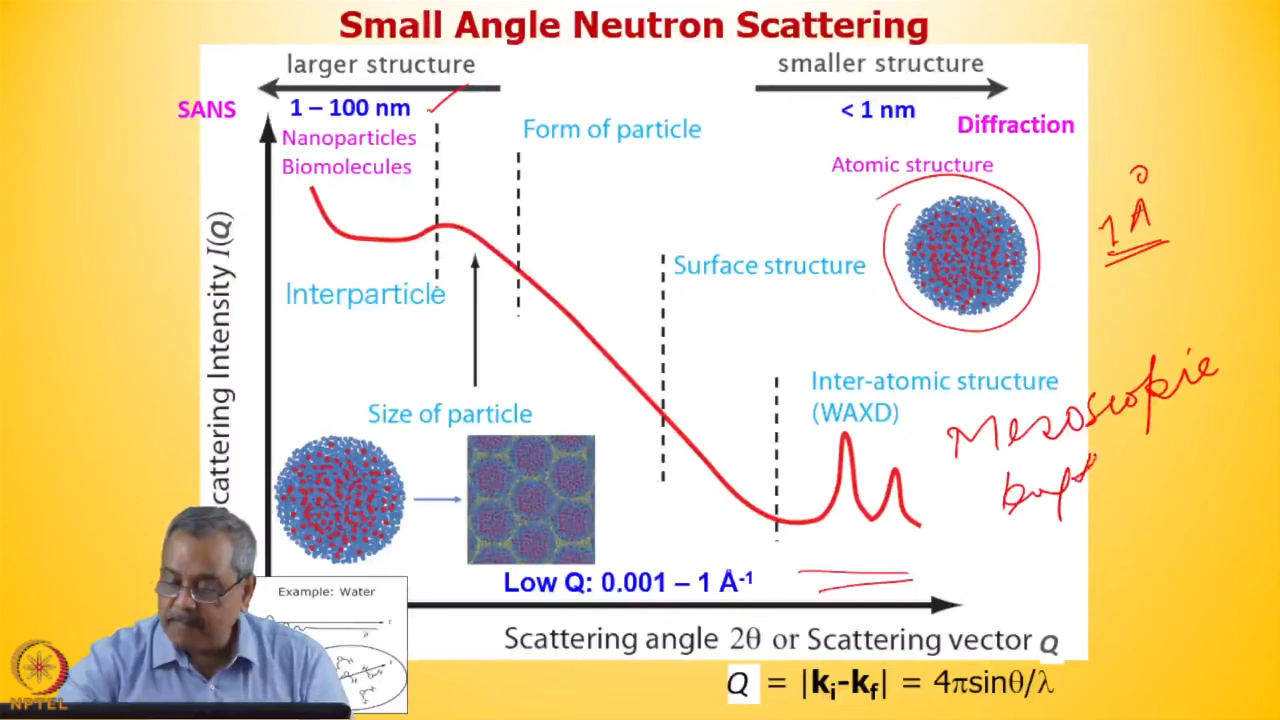 Small Angle Neutron Scattering
larger structure
smaller structure
SANS
1 – 100 nm
< 1 nm
Diffraction
Nanoparticles
Biomolecules
Form of particle
Atomic structure
1 Å
cattering Intensity I(Q)
Surface structure
Interparticle
Inter-atomic structure
(WAXD)
Mesoscopic
Size of particle
Low Q: 0.001 – 1 Å-1
Example: Water
Scattering angle 2θ or Scattering vector Q
Q = |ki-kf| = 4πsinθ/λ
NPTEL